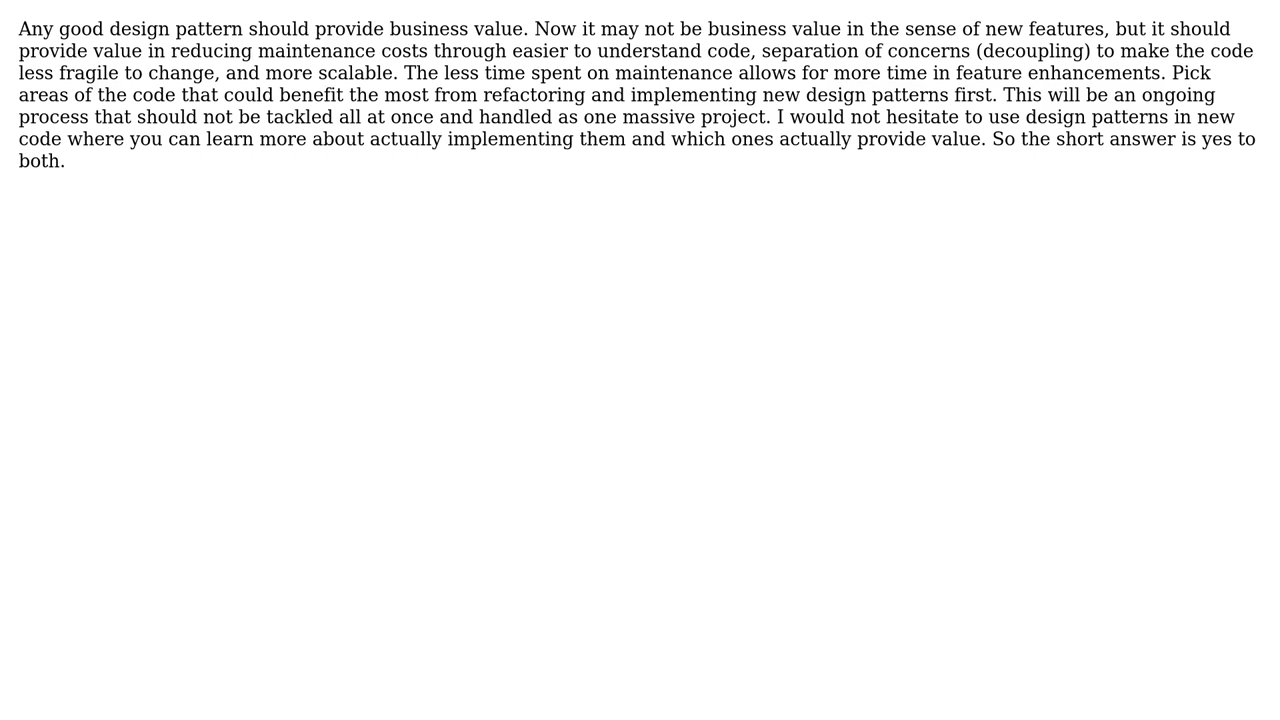 Any good design pattern should provide business value. Now it may not be business value in the sense of new features, but it should
provide value in reducing maintenance costs through easier to understand code, separation of concerns (decoupling) to make the code
less fragile to change, and more scalable. The less time spent on maintenance allows for more time in feature enhancements. Pick
areas of the code that could benefit the most from refactoring and implementing new design patterns first. This will be an ongoing
process that should not be tackled all at once and handled as one massive project. I would not hesitate to use design patterns in new
code where you can learn more about actually implementing them and which ones actually provide value. So the short answer is yes to
both.